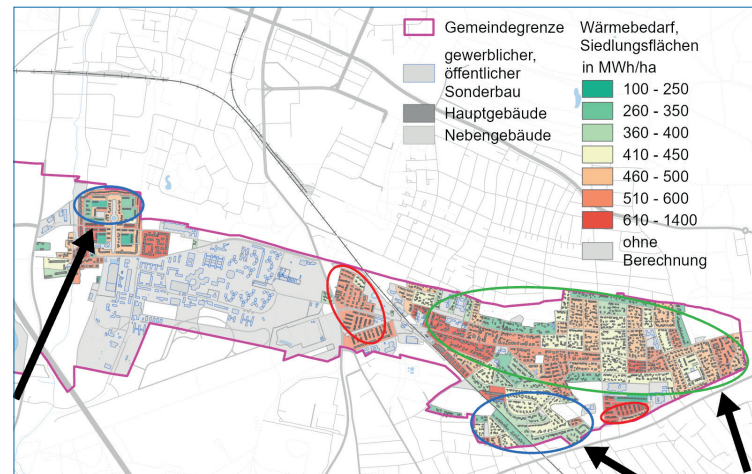 Gemeindegrenze
gewerblicher,
öffentlicher
Sonderbau
Hauptgebäude
Nebengebäude
Wärmebedarf,
Siedlungsflächen
in MWh/ha
100 - 250
260 - 350
360 - 400
410 - 450
460 - 500
510 - 600
610 - 1400
ohne
Berechnung